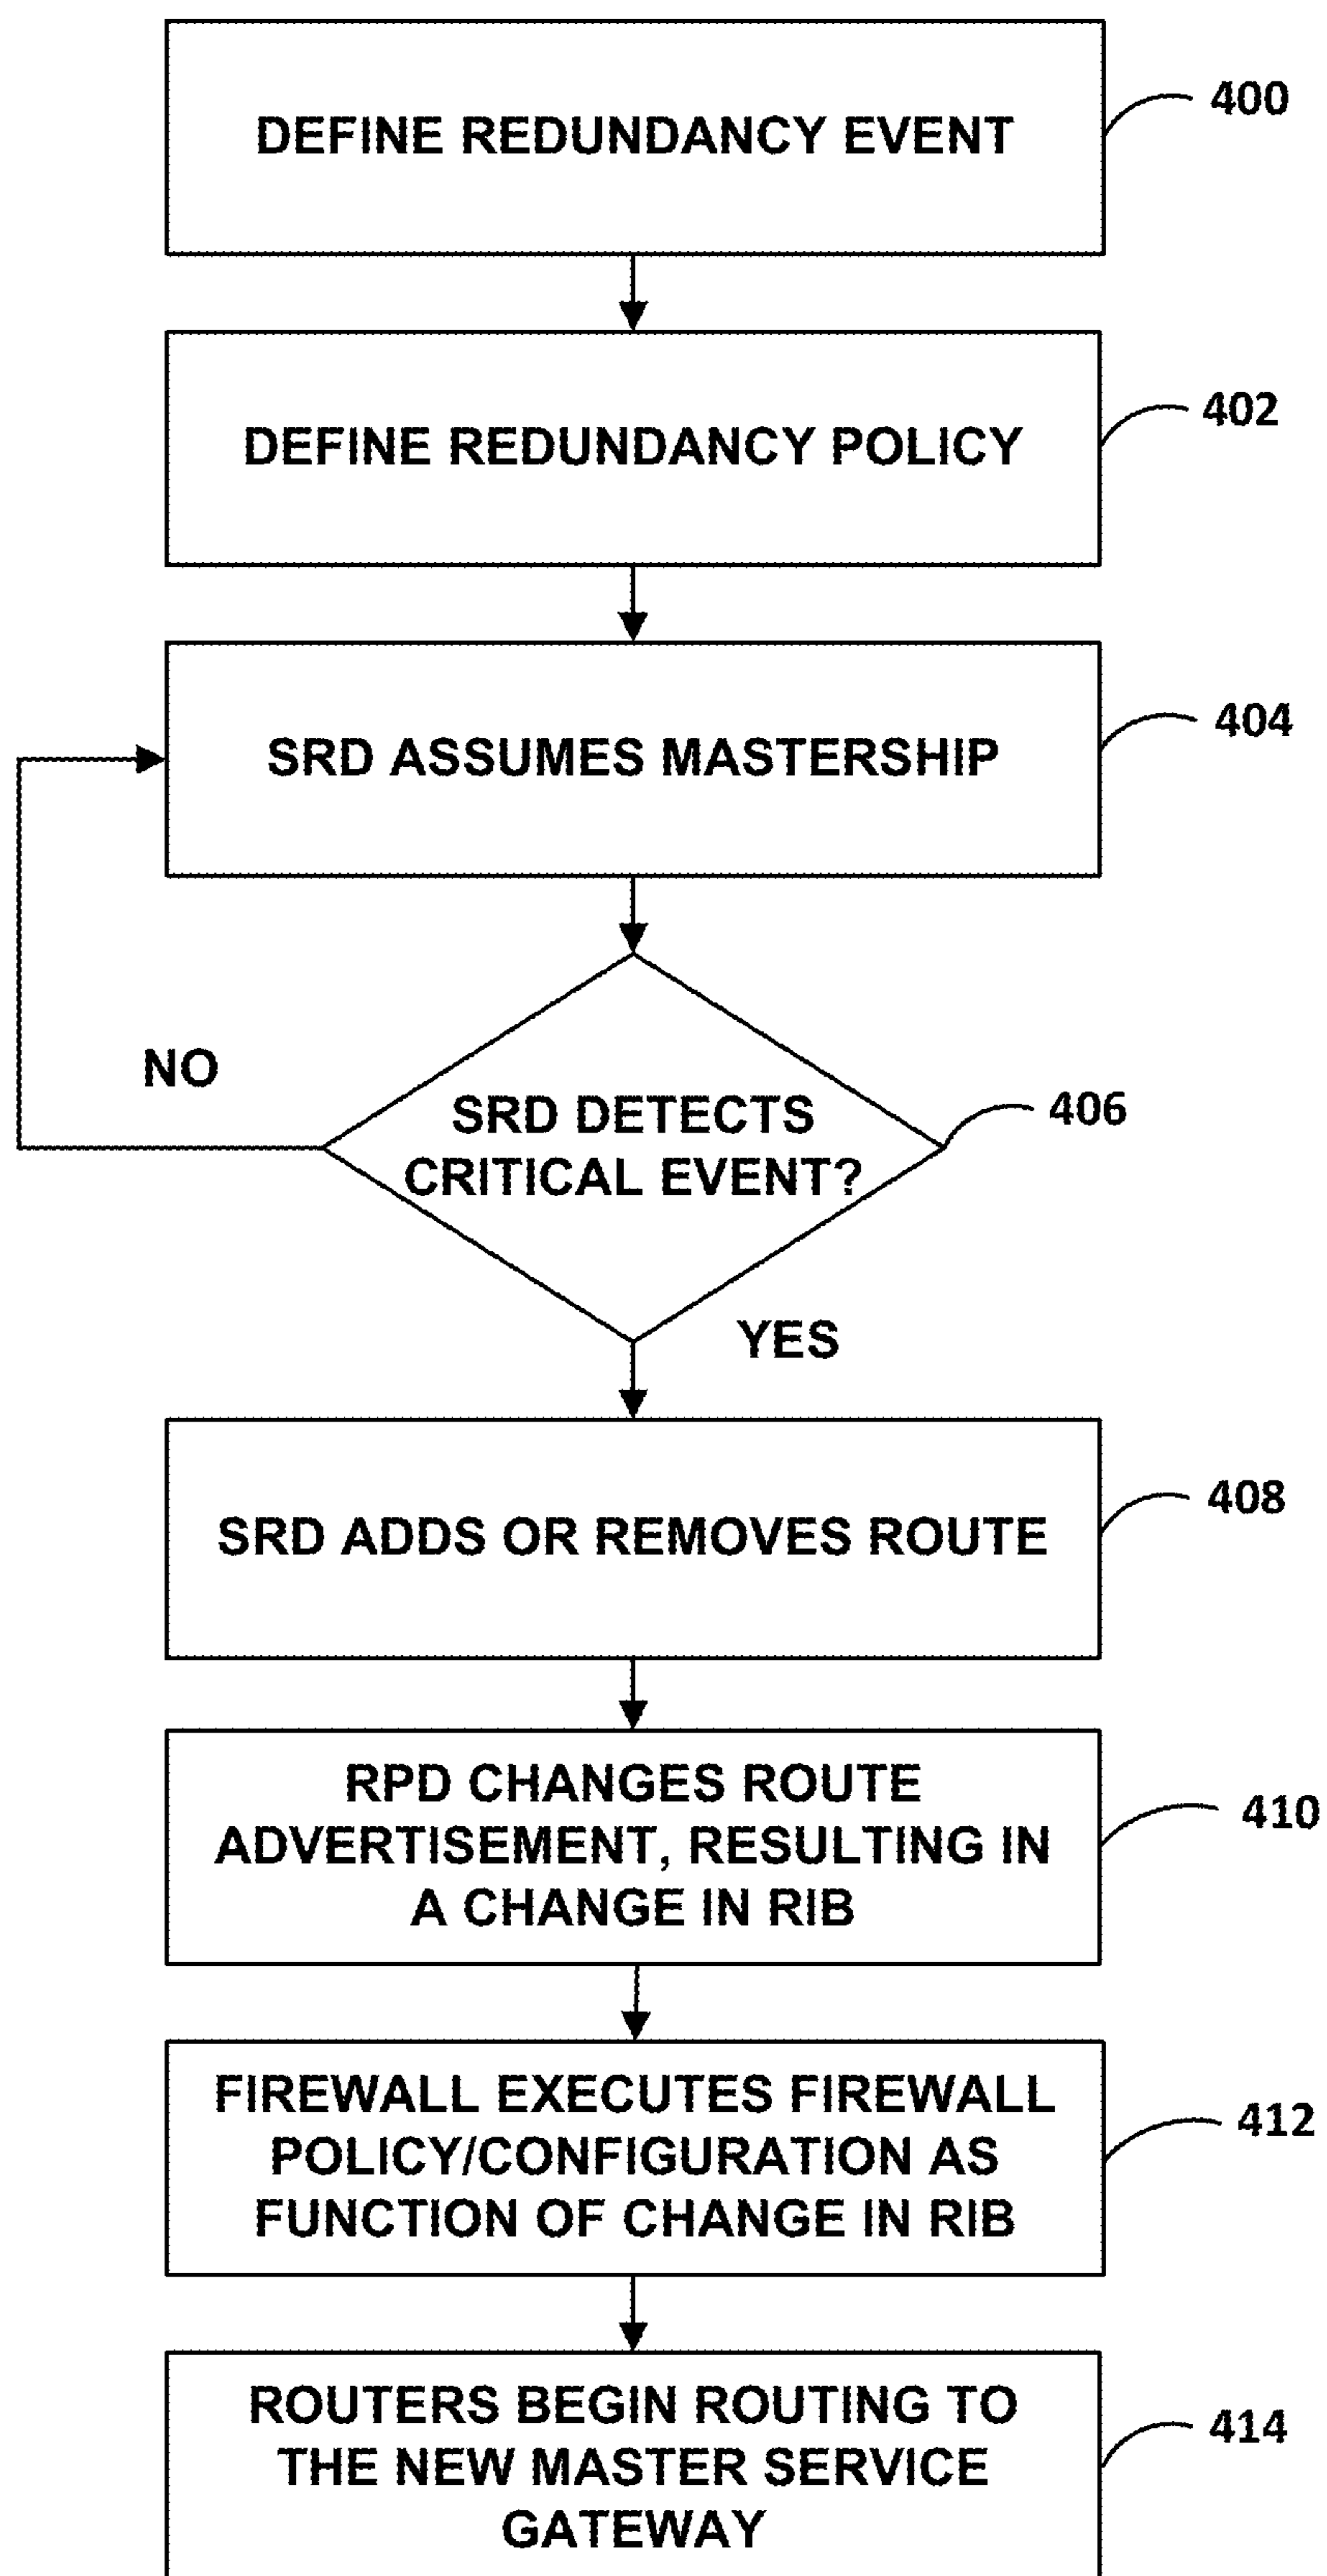 DEFINE REDUNDANCY EVENT
400
DEFINE REDUNDANCY POLICY
402
SRD ASSUMES MASTERSHIP
404
NO
SRD DETECTS
CRITICAL EVENT?
406
YES
SRD ADDS OR REMOVES ROUTE
408
RPD CHANGES ROUTE
ADVERTISEMENT, RESULTING IN
A CHANGE IN RIB
410
FIREWALL EXECUTES FIREWALL
POLICY/CONFIGURATION AS
FUNCTION OF CHANGE IN RIB
412
ROUTERS BEGIN ROUTING TO
THE NEW MASTER SERVICE
GATEWAY
414